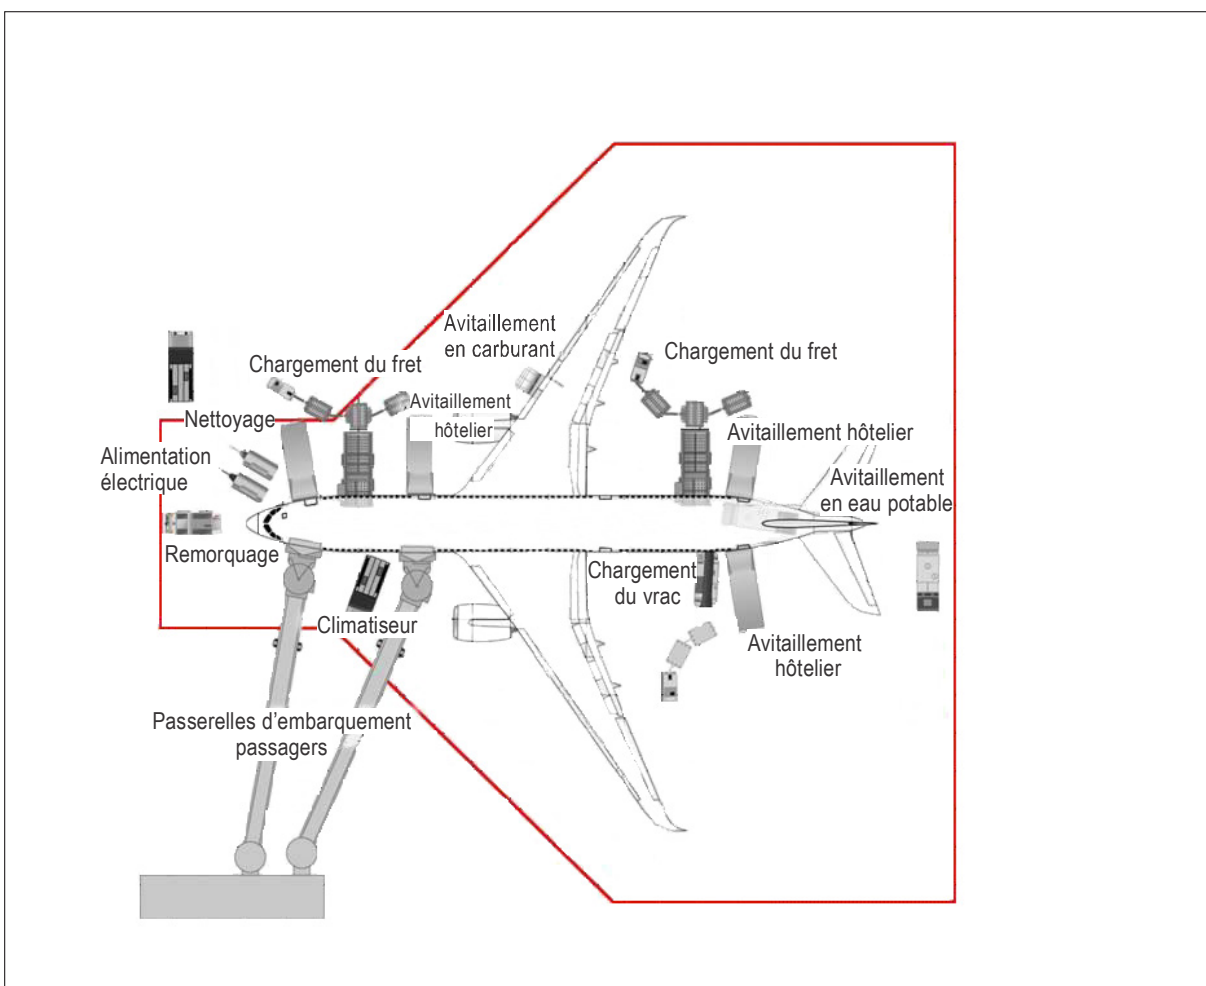 Avitaillement
en carburant
Chargement du fret
Chargement du fret
Avitaillement
hôtelier
Nettoyage
Avitaillement hôtelier
Alimentation
électrique
Avitaillement
en eau potable
Remorquage
Chargement
du vrac
Climatiseur
Avitaillement
hôtelier
Passerelles d'embarquement
passagers